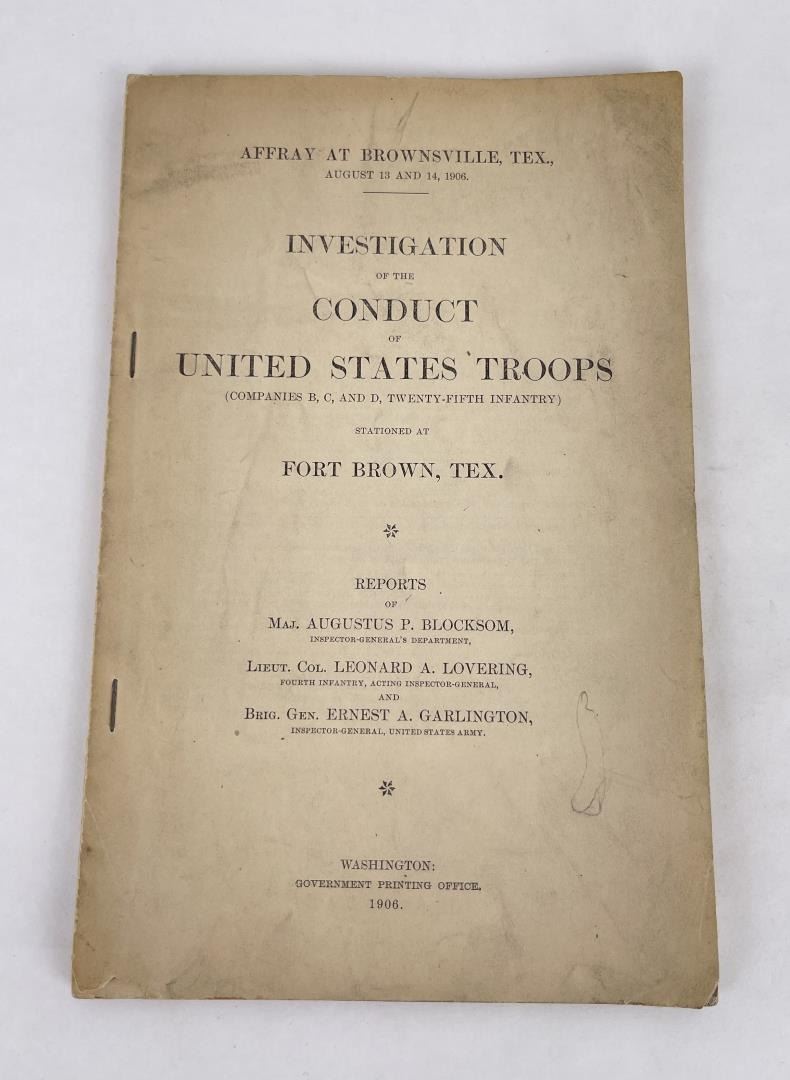 AFFRAY AT BROWNSVILLE, TEX.,
AUGUST 13 AND 14, 1906.
INVESTIGATION
OF THE
CONDUCT
OF
UNITED STATES TROOPS
(COMPANIES B, C, AND D, TWENTY-FIFTH INFANTRY)
STATIONED AT
FORT BROWN, TEX.
REPORTS
OF
MAJ. AUGUSTUS P. BLOCKSOM,
INSPECTOR-GENERAL'S DEPARTMENT,
LIEUT. COL. LEONARD A. LOVERING,
FOURTH INFANTRY, ACTING INSPECTOR-GENERAL,
AND
BRIG. GEN. ERNEST A. GARLINGTON,
INSPECTOR-GENERAL, UNITED STATES ARMY.
WASHINGTON:
GOVERNMENT PRINTING OFFICE,
1906.